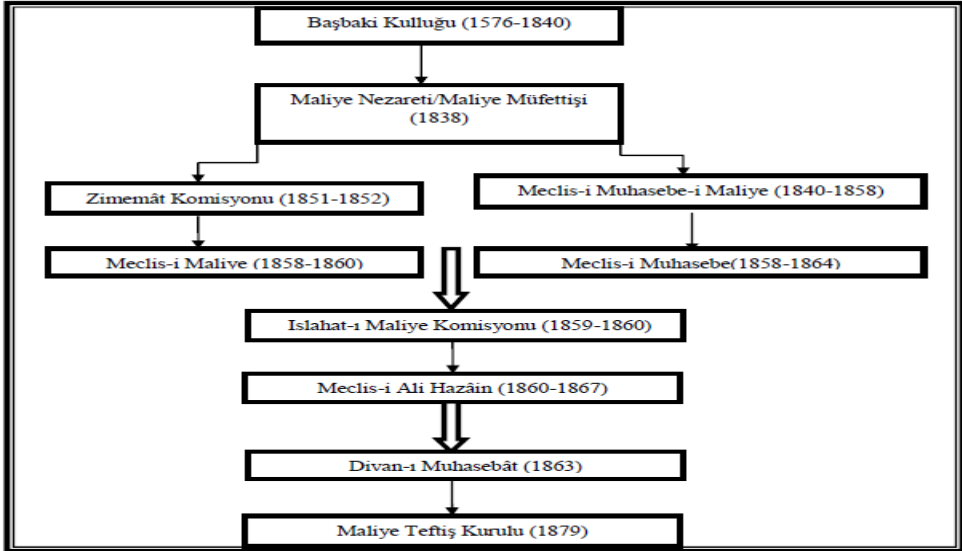 Başbaki Kulluğu (1576-1840)
Maliye Nezareti/Maliye Müfettişi
(1838)
Zimemât Komisyonu (1851-1852)
Meclis-i Muhasebe-i Maliye (1840-1858)
Meclis-i Maliye (1858-1860)
Meclis-i Muhasebe(1858-1864)
Islahat-ı Maliye Komisyonu (1859-1860)
Meclis-i Ali Hazâin (1860-1867)
Divan-ı Muhasebât (1863)
Maliye Teftiş Kurulu (1879)